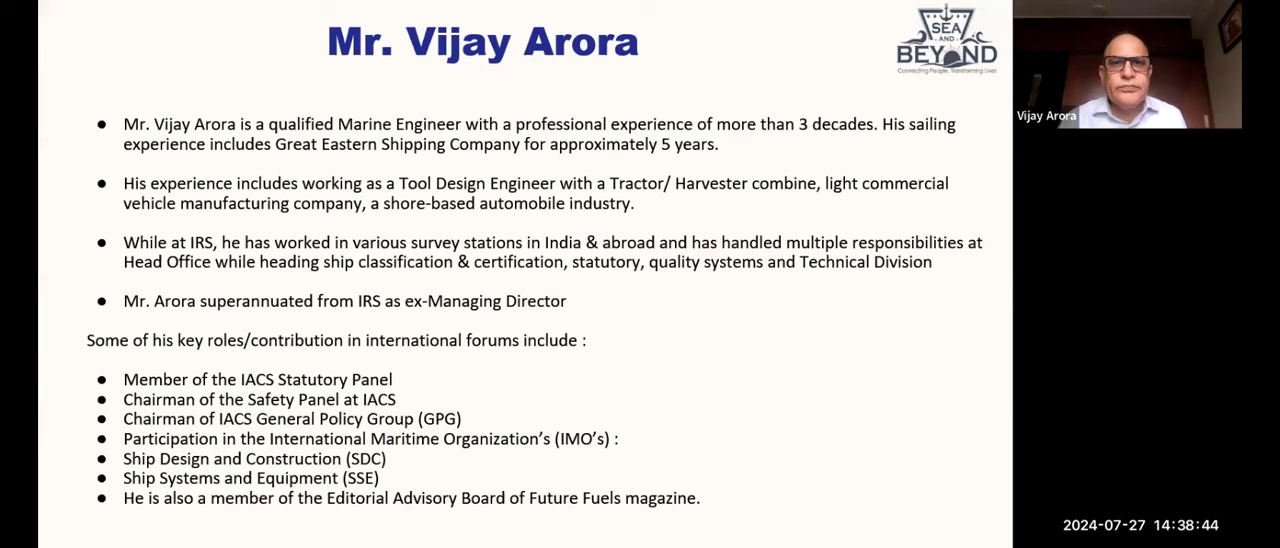 Mr. Vijay Arora
SEA
AND
BEYOND
Connecting People, Transforming Lives
Vijay Arora
● Mr. Vijay Arora is a qualified Marine Engineer with a professional experience of more than 3 decades. His sailing
experience includes Great Eastern Shipping Company for approximately 5 years.
● His experience includes working as a Tool Design Engineer with a Tractor/ Harvester combine, light commercial
vehicle manufacturing company, a shore-based automobile industry.
● While at IRS, he has worked in various survey stations in India & abroad and has handled multiple responsibilities at
Head Office while heading ship classification & certification, statutory, quality systems and Technical Division
● Mr. Arora superannuated from IRS as ex-Managing Director
Some of his key roles/contribution in international forums include :
● Member of the IACS Statutory Panel
● Chairman of the Safety Panel at IACS
● Chairman of IACS General Policy Group (GPG)
● Participation in the International Maritime Organization’s (IMO’s) :
● Ship Design and Construction (SDC)
● Ship Systems and Equipment (SSE)
● He is also a member of the Editorial Advisory Board of Future Fuels magazine.
2024-07-27 14:38:44